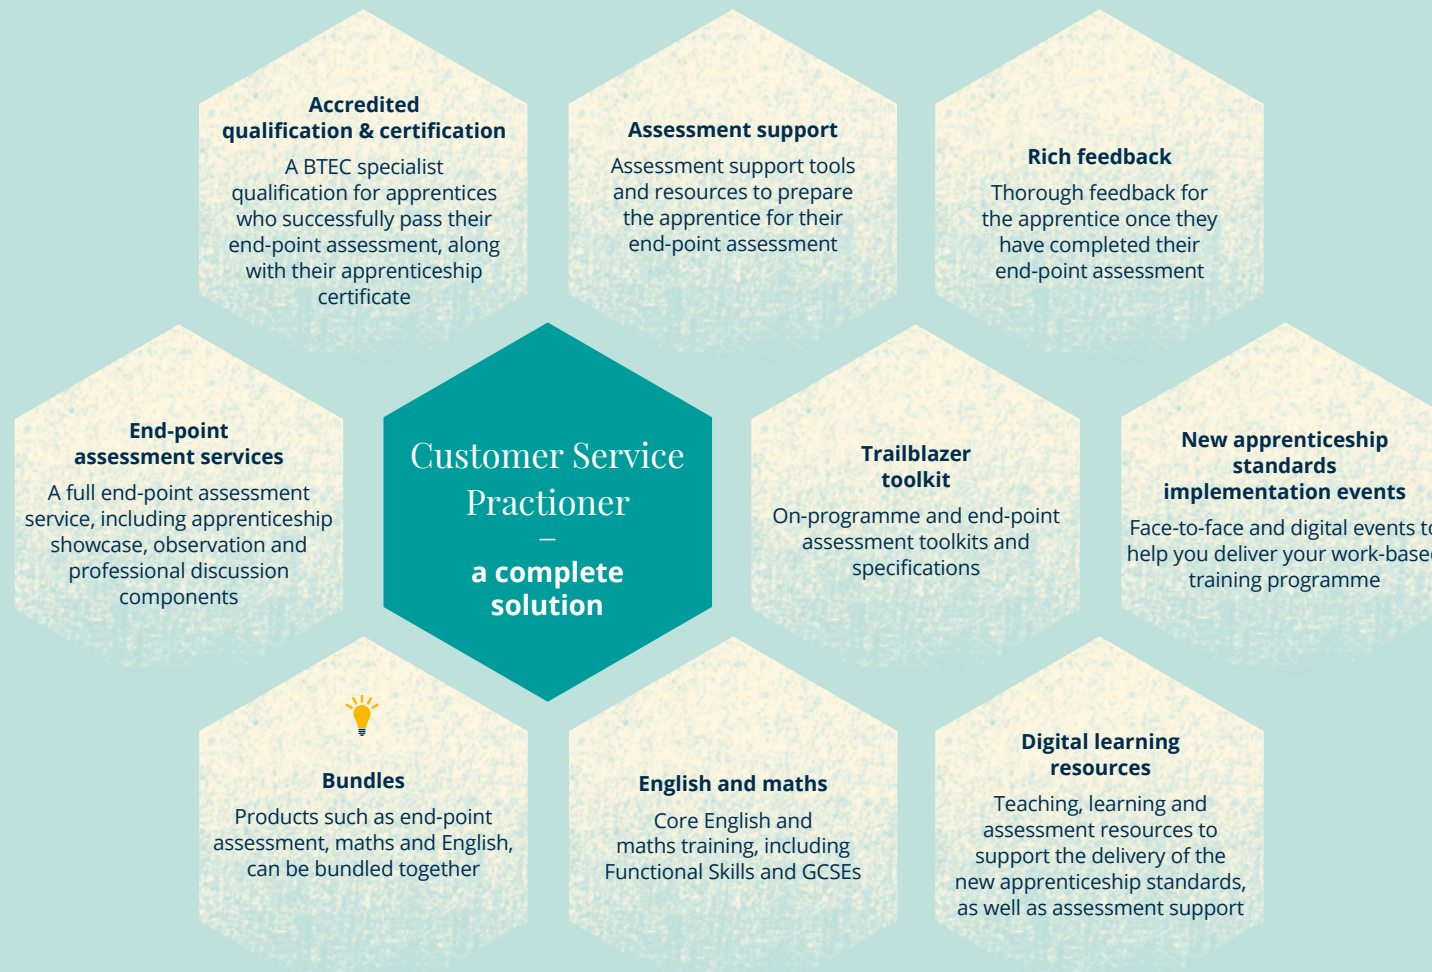 Accredited
qualification & certification
A BTEC specialist
qualification for apprentices
who successfully pass their
end-point assessment, along
with their apprenticeship
certificate
Assessment support
Assessment support tools
and resources to prepare
the apprentice for their
end-point assessment
Rich feedback
Thorough feedback for
the apprentice once they
have completed their
end-point assessment
End-point
assessment services
A full end-point assessment
service, including apprenticeship
showcase, observation and
professional discussion
components
Customer Service
Practioner
–
a complete
solution
Trailblazer
toolkit
On-programme and end-point
assessment toolkits and
specifications
New apprenticeship
standards
implementation events
Face-to-face and digital events to
help you deliver your work-based
training programme
Bundles
Products such as end-point
assessment, maths and English,
can be bundled together
English and maths
Core English and
maths training, including
Functional Skills and GCSEs
Digital learning
resources
Teaching, learning and
assessment resources to
support the delivery of the
new apprenticeship standards,
as well as assessment support